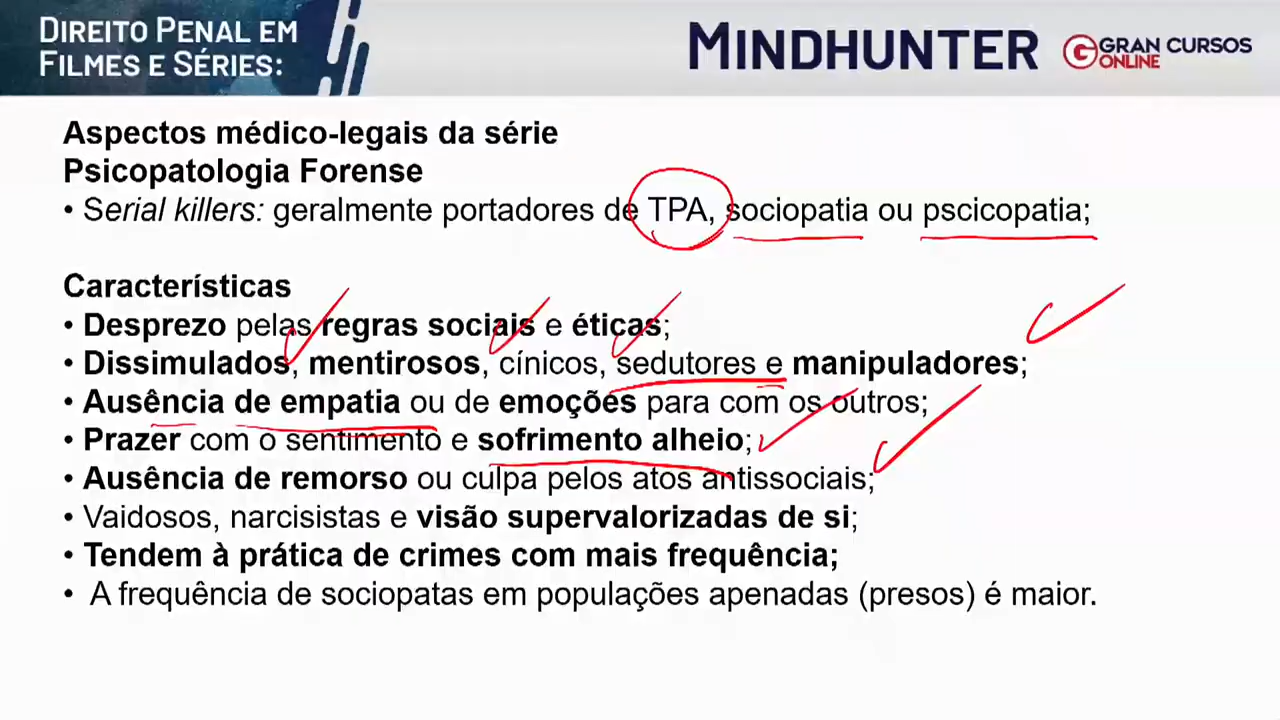 DIREITO PENAL EM
FILMES E SÉRIES:
MINDHUNTER
GRAN CURSOS
ONLINE
Aspectos médico-legais da série
Psicopatologia Forense
• Serial killers: geralmente portadores de TPA, sociopatia ou pscicopatia;
Características
• Desprezo pelas regras sociais e éticas;
• Dissimulados, mentirosos, cínicos, sedutores e manipuladores;
• Ausência de empatia ou de emoções para com os outros;
• Prazer com o sentimento e sofrimento alheio;
• Ausência de remorso ou culpa pelos atos antissociais;
• Vaidosos, narcisistas e visão supervalorizadas de si;
• Tendem à prática de crimes com mais frequência;
• A frequência de sociopatas em populações apenadas (presos) é maior.